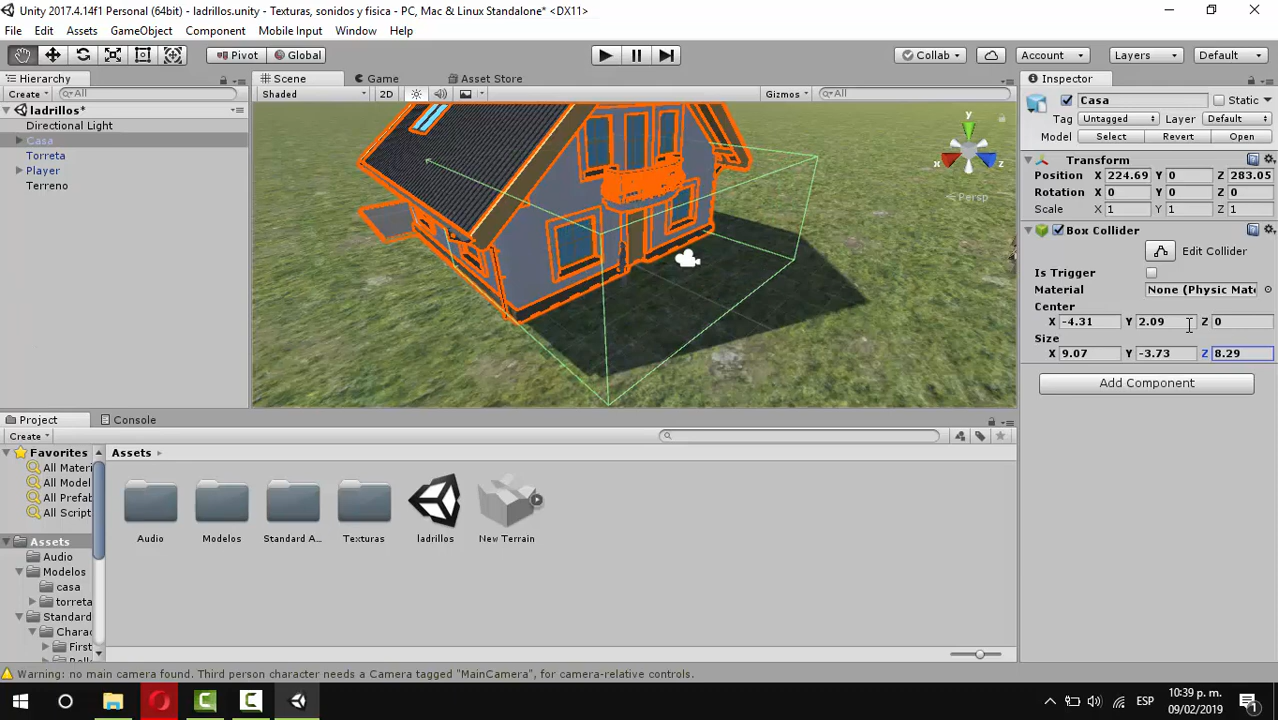 Unity 2017.4.14f1 Personal (64bit) - ladrillos.unity - Texturas, sonidos y fisica - PC, Mac & Linux Standalone* <DX11>
File Edit Assets GameObject Component Mobile Input Window Help
Pivot Global Collab Account Layers Default
Hierarchy Scene Game Asset Store Inspector
Create All Shaded 2D Gizmos All
ladrillos*
Directional Light
Casa
Torreta
Player
Terreno
y
x
z
Persp
Casa Static
Tag Untagged Layer Default
Model Select Revert Open
Transform
Position X 224.69 Y 0 Z 283.05
Rotation X 0 Y 0 Z 0
Scale X 1 Y 1 Z 1
Box Collider
Edit Collider
Is Trigger
Material None (Physic Mate
Center
X -4.31 Y 2.09 Z 0
Size
X 9.07 Y -3.73 Z 8.29
Add Component
Project Console
Create
Favorites
All Materi
All Model
All Prefab
All Script
Assets
Audio
Modelos
casa
torreta
Standard
Charac
First
Assets
Audio Modelos Standard A... Texturas ladrillos New Terrain
Warning: no main camera found. Third person character needs a Camera tagged "MainCamera", for camera-relative controls.
ESP
10:39 p. m.
09/02/2019
1